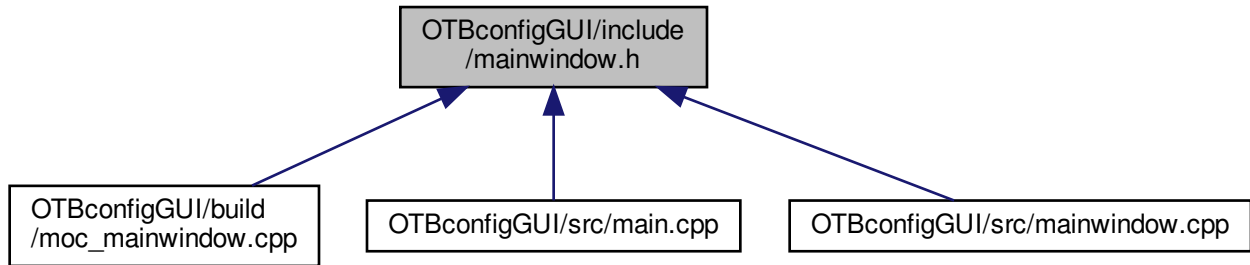 OTBconfigGUI/include
/mainwindow.h
OTBconfigGUI/build
/moc_mainwindow.cpp
OTBconfigGUI/src/main.cpp
OTBconfigGUI/src/mainwindow.cpp